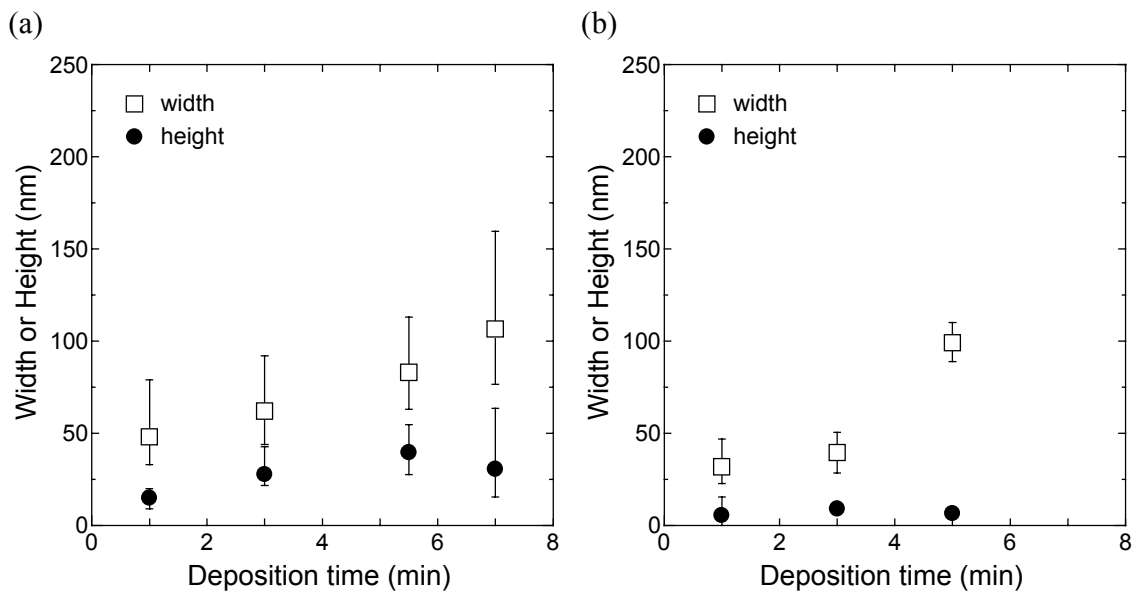 (a)
250
200
150
100
50
0
0 2 4 6 8
Width or Height (nm)
Deposition time (min)
width
height
(b)
250
200
150
100
50
0
0 2 4 6 8
Width or Height (nm)
Deposition time (min)
width
height